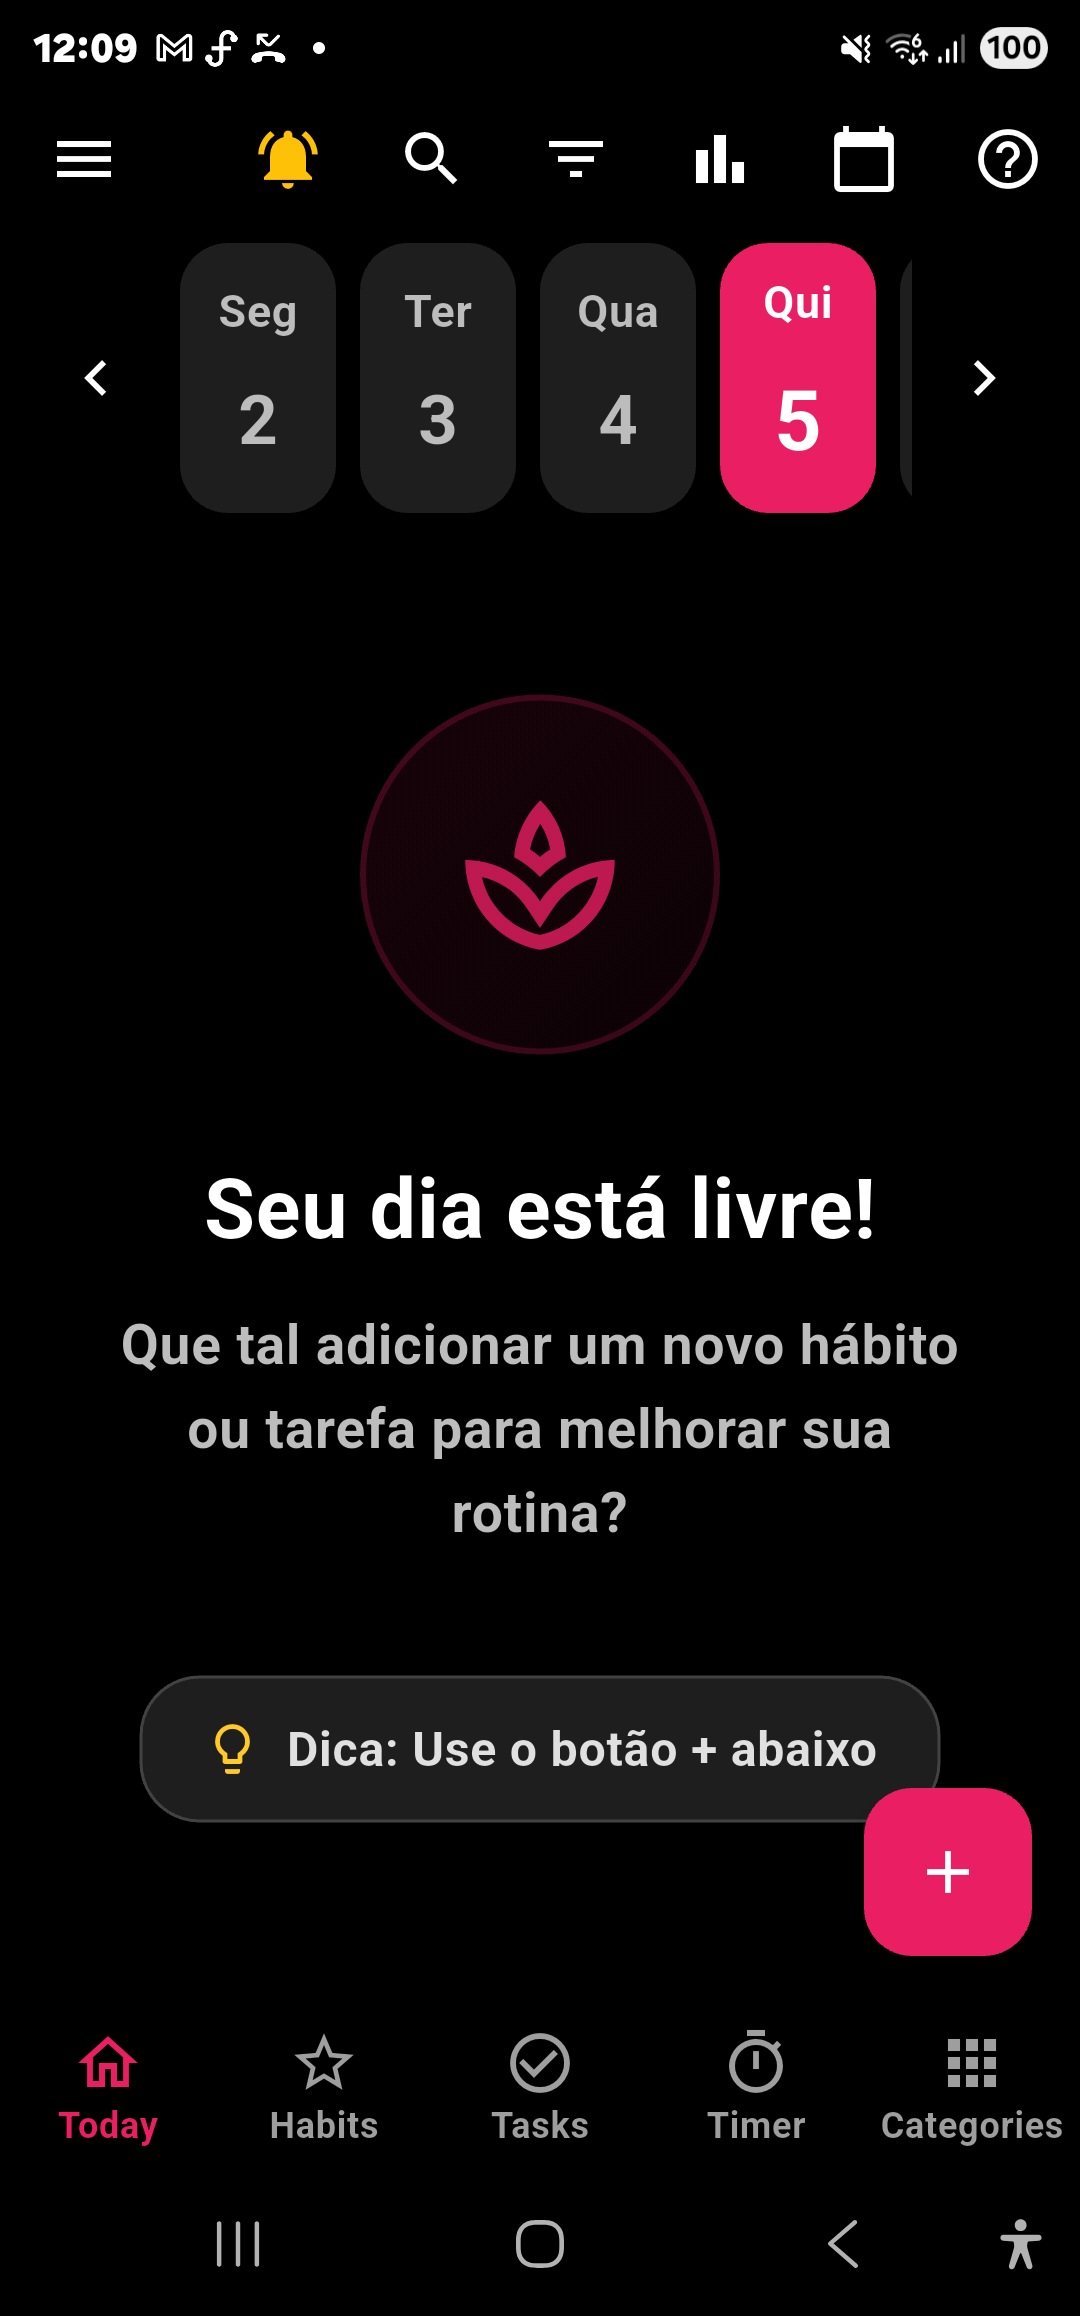 12:09
6
100
Seg
Ter
Qua
Qui
2
3
4
5
Seu dia está livre!
Que tal adicionar um novo hábito
ou tarefa para melhorar sua
rotina?
Dica: Use o botão + abaixo
Today
Habits
Tasks
Timer
Categories